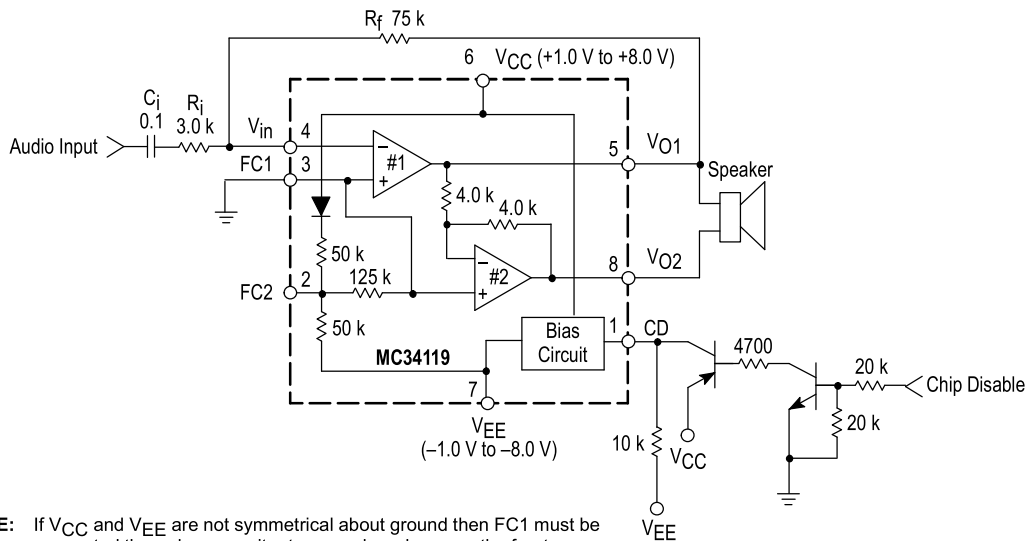 Rf 75 k
6 VCC (+1.0 V to +8.0 V)
Ci
0.1
Ri
3.0 k
Audio Input
Vin
4
FC1
3
–
#1
+
5
VO1
Speaker
4.0 k
4.0 k
50 k
2
125 k
FC2
–
#2
+
8
VO2
50 k
MC34119
Bias
Circuit
1
CD
4700
20 k
Chip Disable
20 k
7
VEE
(–1.0 V to –8.0 V)
10 k
VCC
VEE
E: If VCC and VEE are not symmetrical about ground then FC1 must be